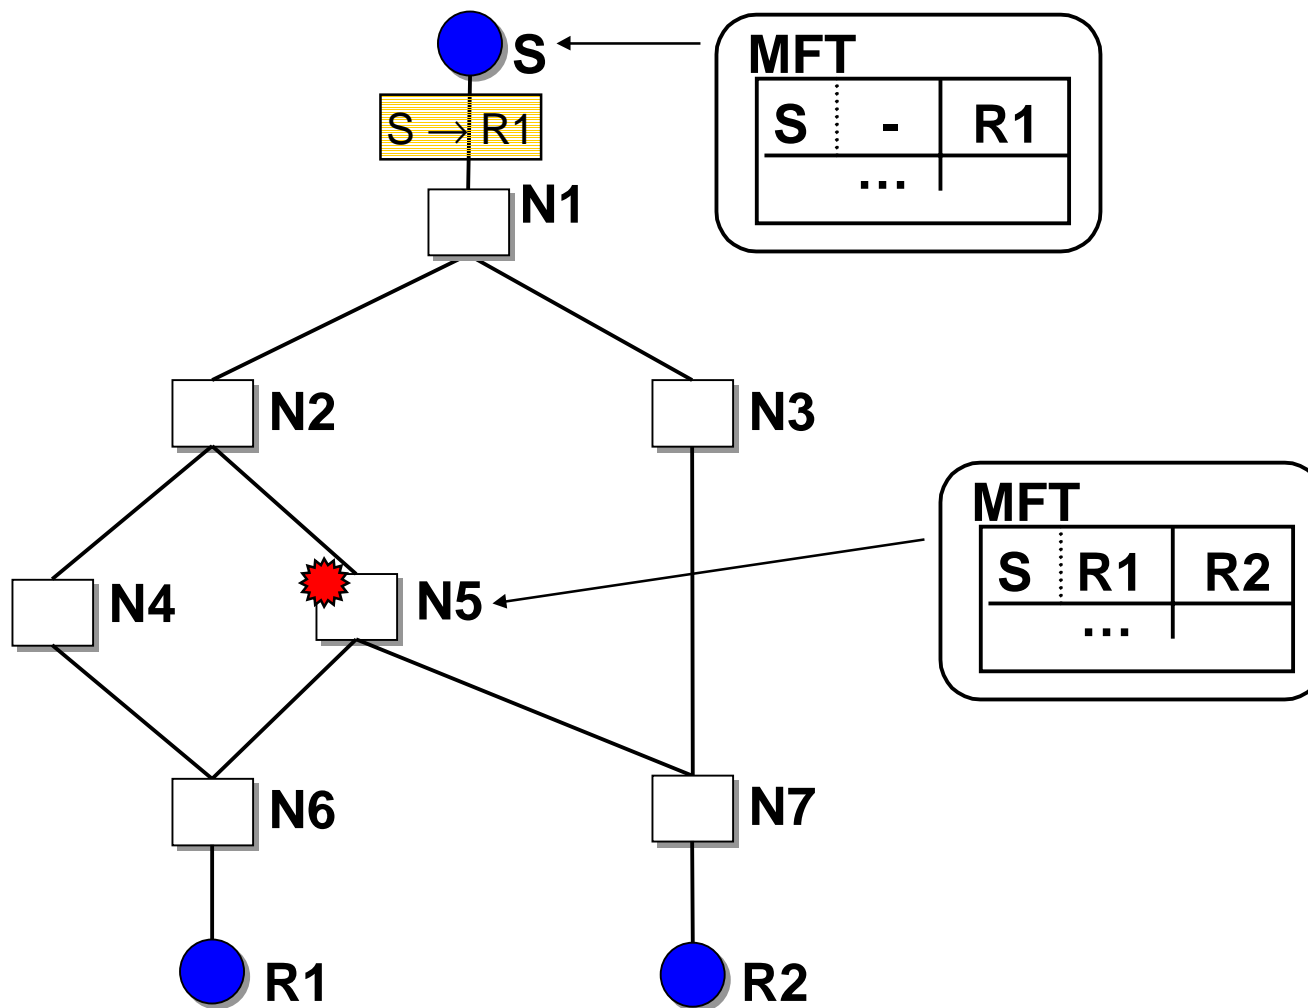 S
MFT
S - R1
...
S → R1
N1
N2
N3
MFT
S R1 R2
...
N4
N5
N6
N7
R1
R2